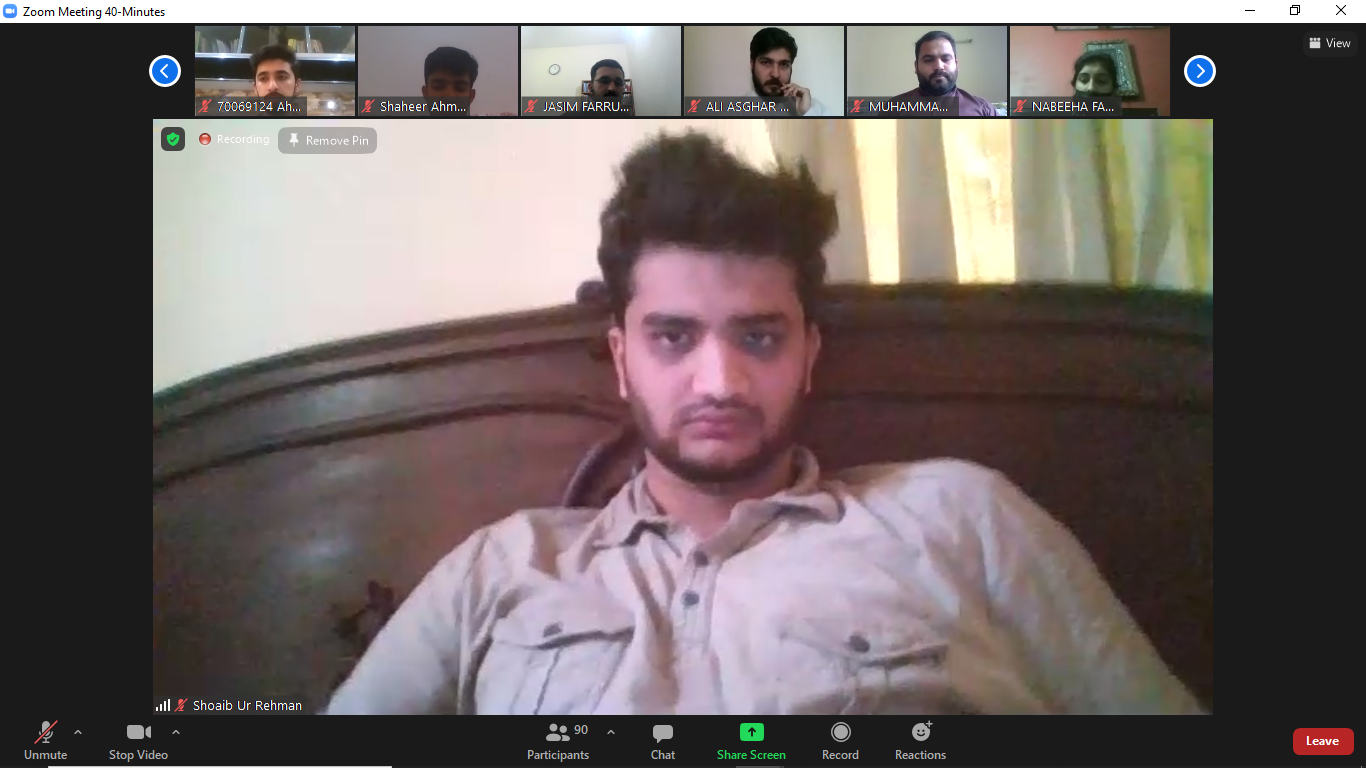 Zoom Meeting 40-Minutes
View
70069124 Ah...
Shaheer Ahm...
JASIM FARRU...
ALI ASGHAR ...
MUHAMMA...
NABEEHA FA...
Recording
Remove Pin
Shoaib Ur Rehman
Unmute
Stop Video
90
Participants
Chat
Share Screen
Record
Reactions
Leave